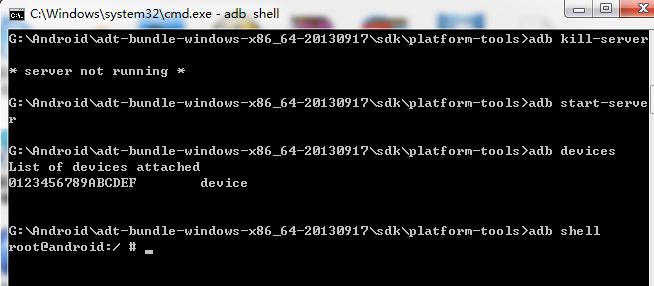 C:\Windows\system32\cmd.exe - adb  shell
G:\Android\adt-bundle-windows-x86_64-20130917\sdk\platform-tools>adb kill-server
* server not running *
G:\Android\adt-bundle-windows-x86_64-20130917\sdk\platform-tools>adb start-serve
r
G:\Android\adt-bundle-windows-x86_64-20130917\sdk\platform-tools>adb devices
List of devices attached
0123456789ABCDEF        device
G:\Android\adt-bundle-windows-x86_64-20130917\sdk\platform-tools>adb shell
root@android:/ #